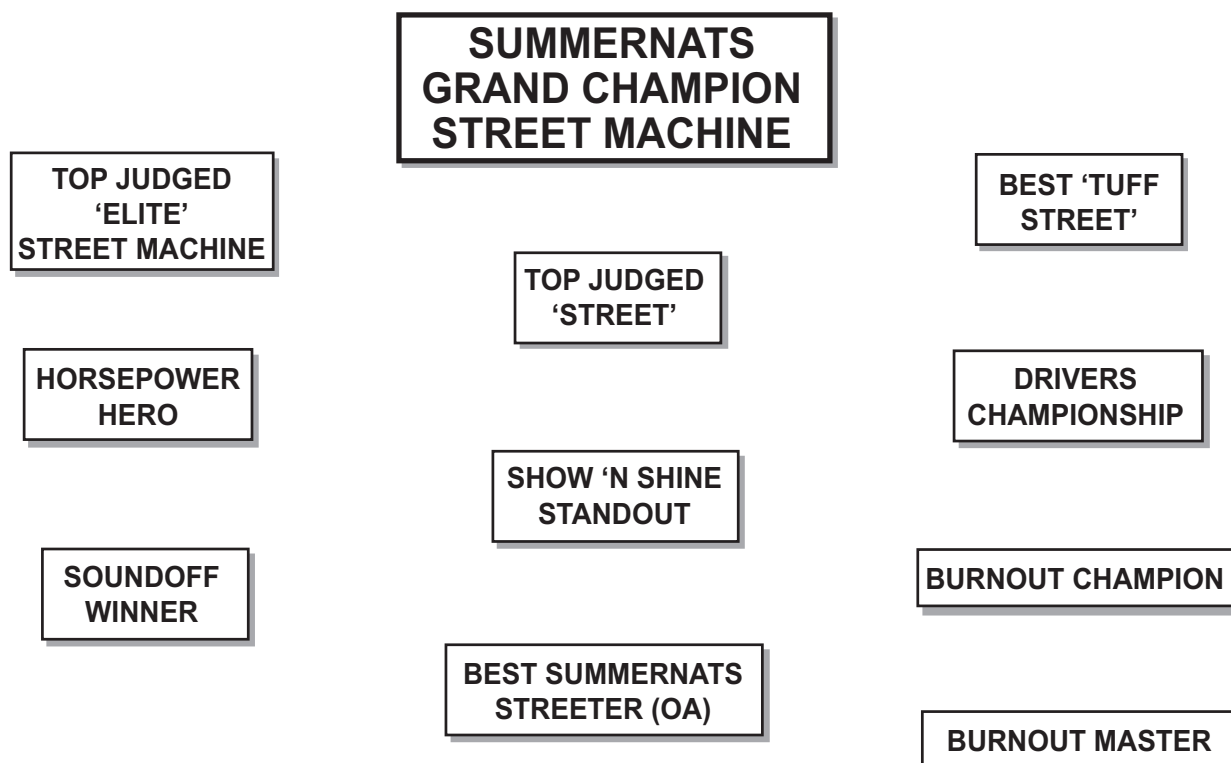 SUMMERNATS
GRAND CHAMPION
STREET MACHINE
TOP JUDGED
‘ELITE’
STREET MACHINE
BEST ‘TUFF
STREET’
TOP JUDGED
‘STREET’
HORSEPOWER
HERO
DRIVERS
CHAMPIONSHIP
SHOW ‘N SHINE
STANDOUT
SOUNDOFF
WINNER
BURNOUT CHAMPION
BEST SUMMERNATS
STREETER (OA)
BURNOUT MASTER